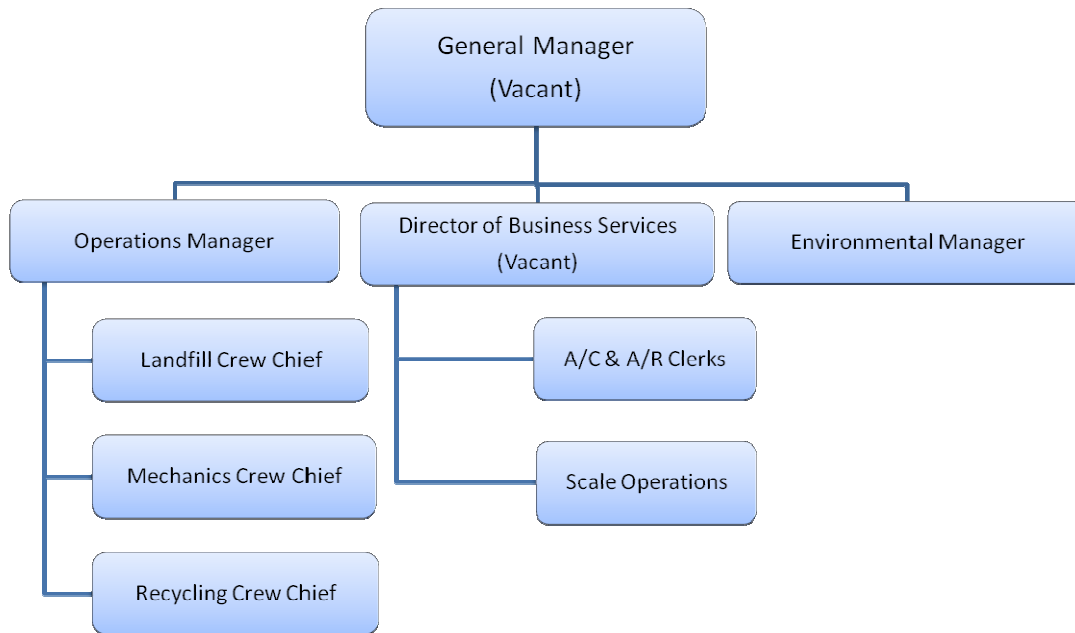 General Manager
(Vacant)
Operations Manager
Director of Business Services
(Vacant)
Environmental Manager
Landfill Crew Chief
A/C & A/R Clerks
Mechanics Crew Chief
Scale Operations
Recycling Crew Chief